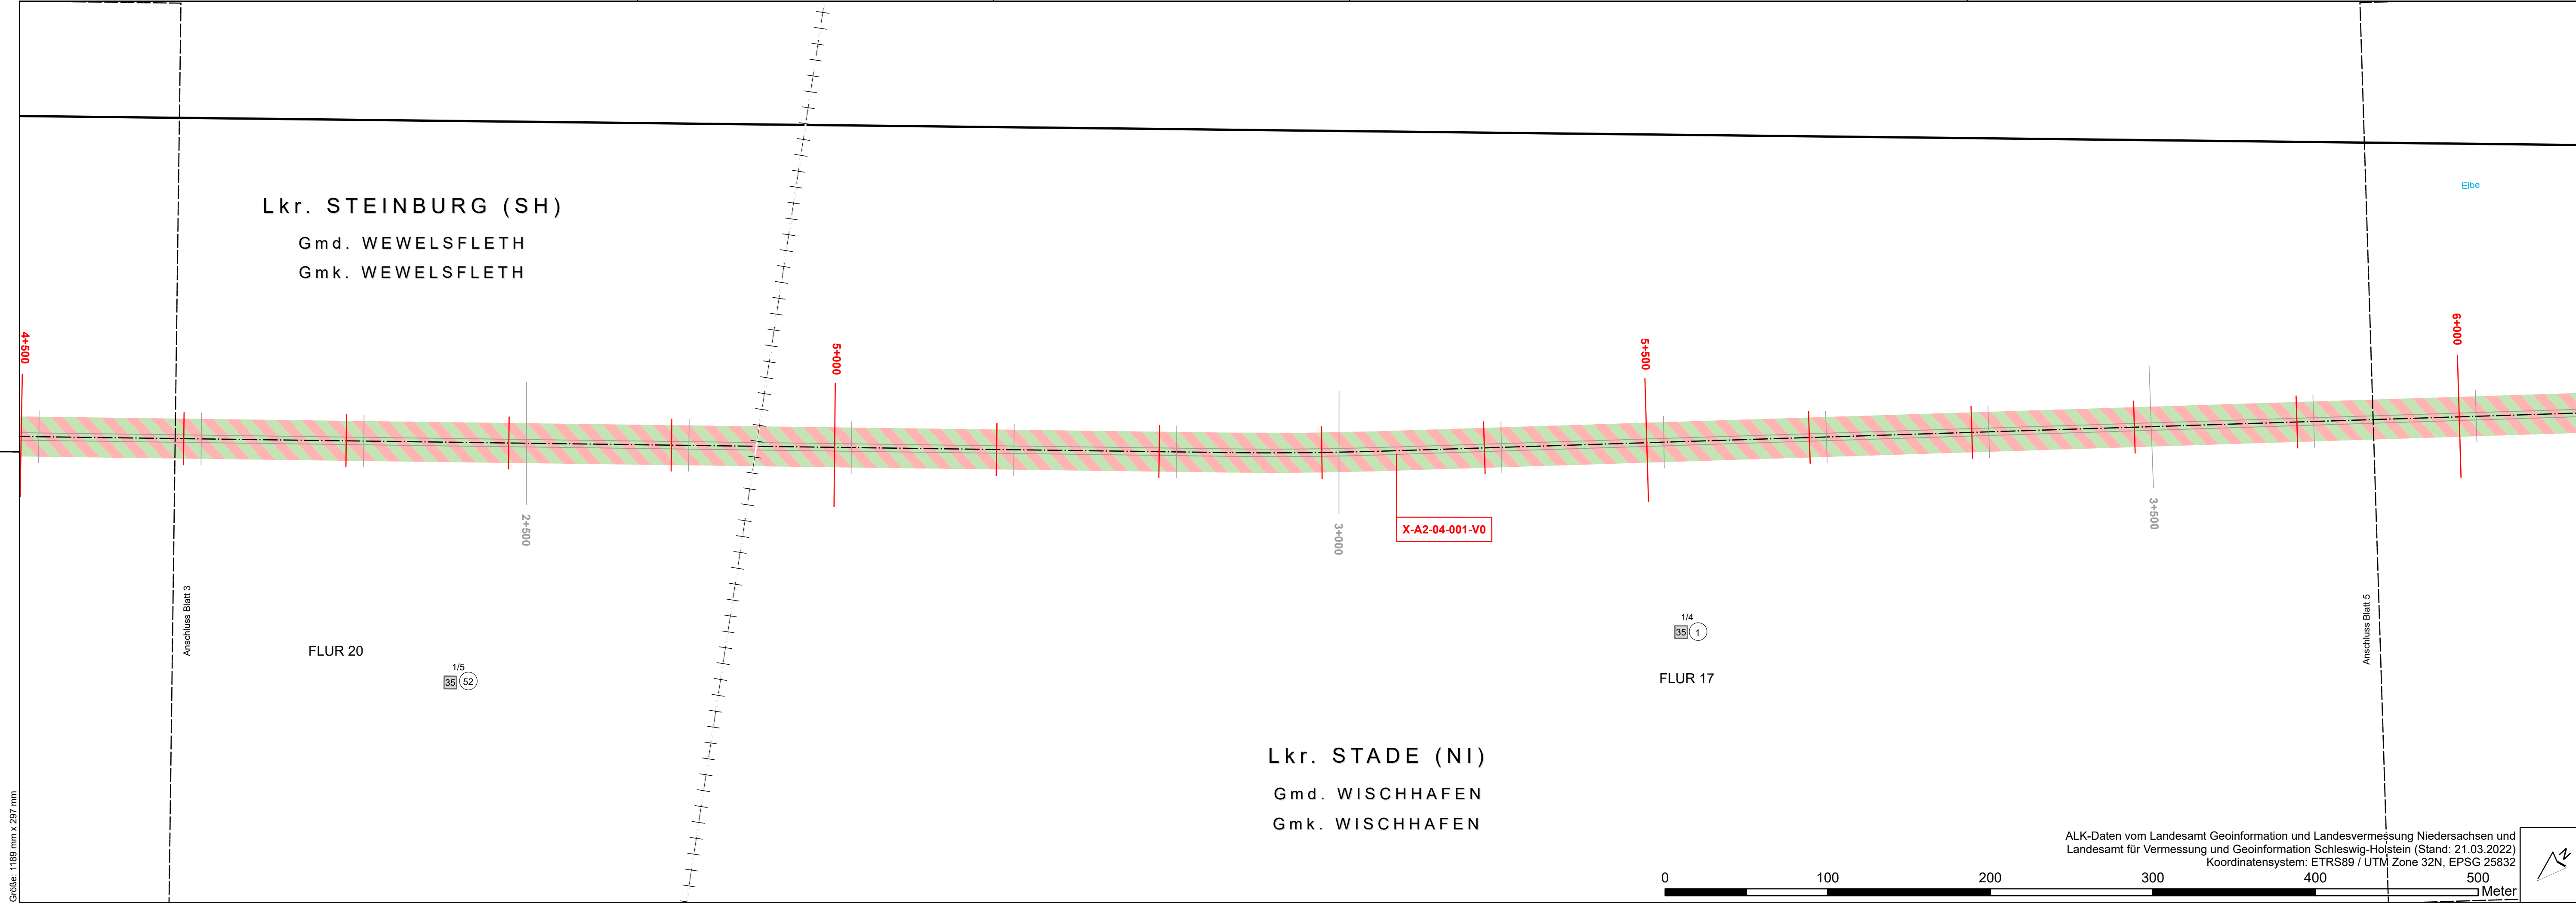 Elbe
Lkr. STEINBURG (SH)
Gmd. WEWELSFLETH
Gmk. WEWELSFLETH
4+500
5+000
5+500
6+000
2+500
3+000
3+500
X-A2-04-001-V0
Anschluss Blatt 3
Anschluss Blatt 5
FLUR 20
1/5
35 52
1/4
35 1
FLUR 17
Lkr. STADE (NI)
Gmd. WISCHHAFEN
Gmk. WISCHHAFEN
Größe: 1189 mm x 297 mm
ALK-Daten vom Landesamt Geoinformation und Landesvermessung Niedersachsen und
Landesamt für Vermessung und Geoinformation Schleswig-Holstein (Stand: 21.03.2022)
Koordinatensystem: ETRS89 / UTM Zone 32N, EPSG 25832
0 100 200 300 400 500
Meter
N